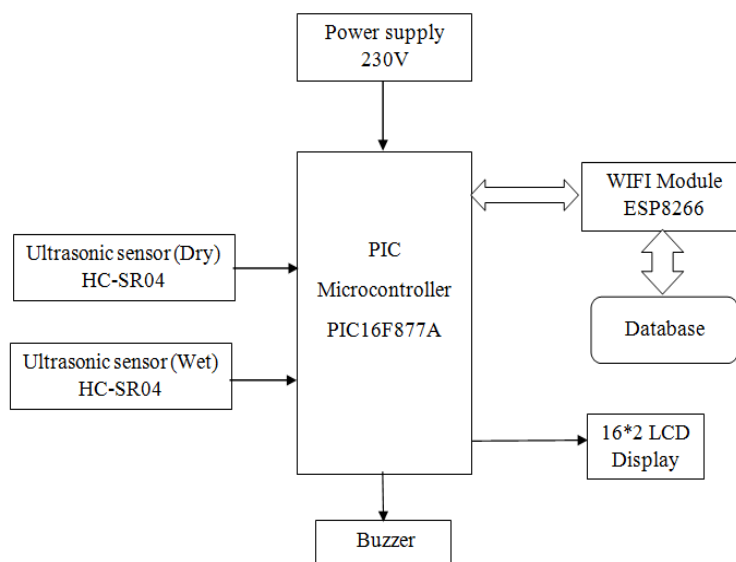 Power supply
230V
PIC
Microcontroller
PIC16F877A
WIFI Module
ESP8266
Ultrasonic sensor(Dry)
HC-SR04
Database
Ultrasonic sensor(Wet)
HC-SR04
16*2 LCD
Display
Buzzer